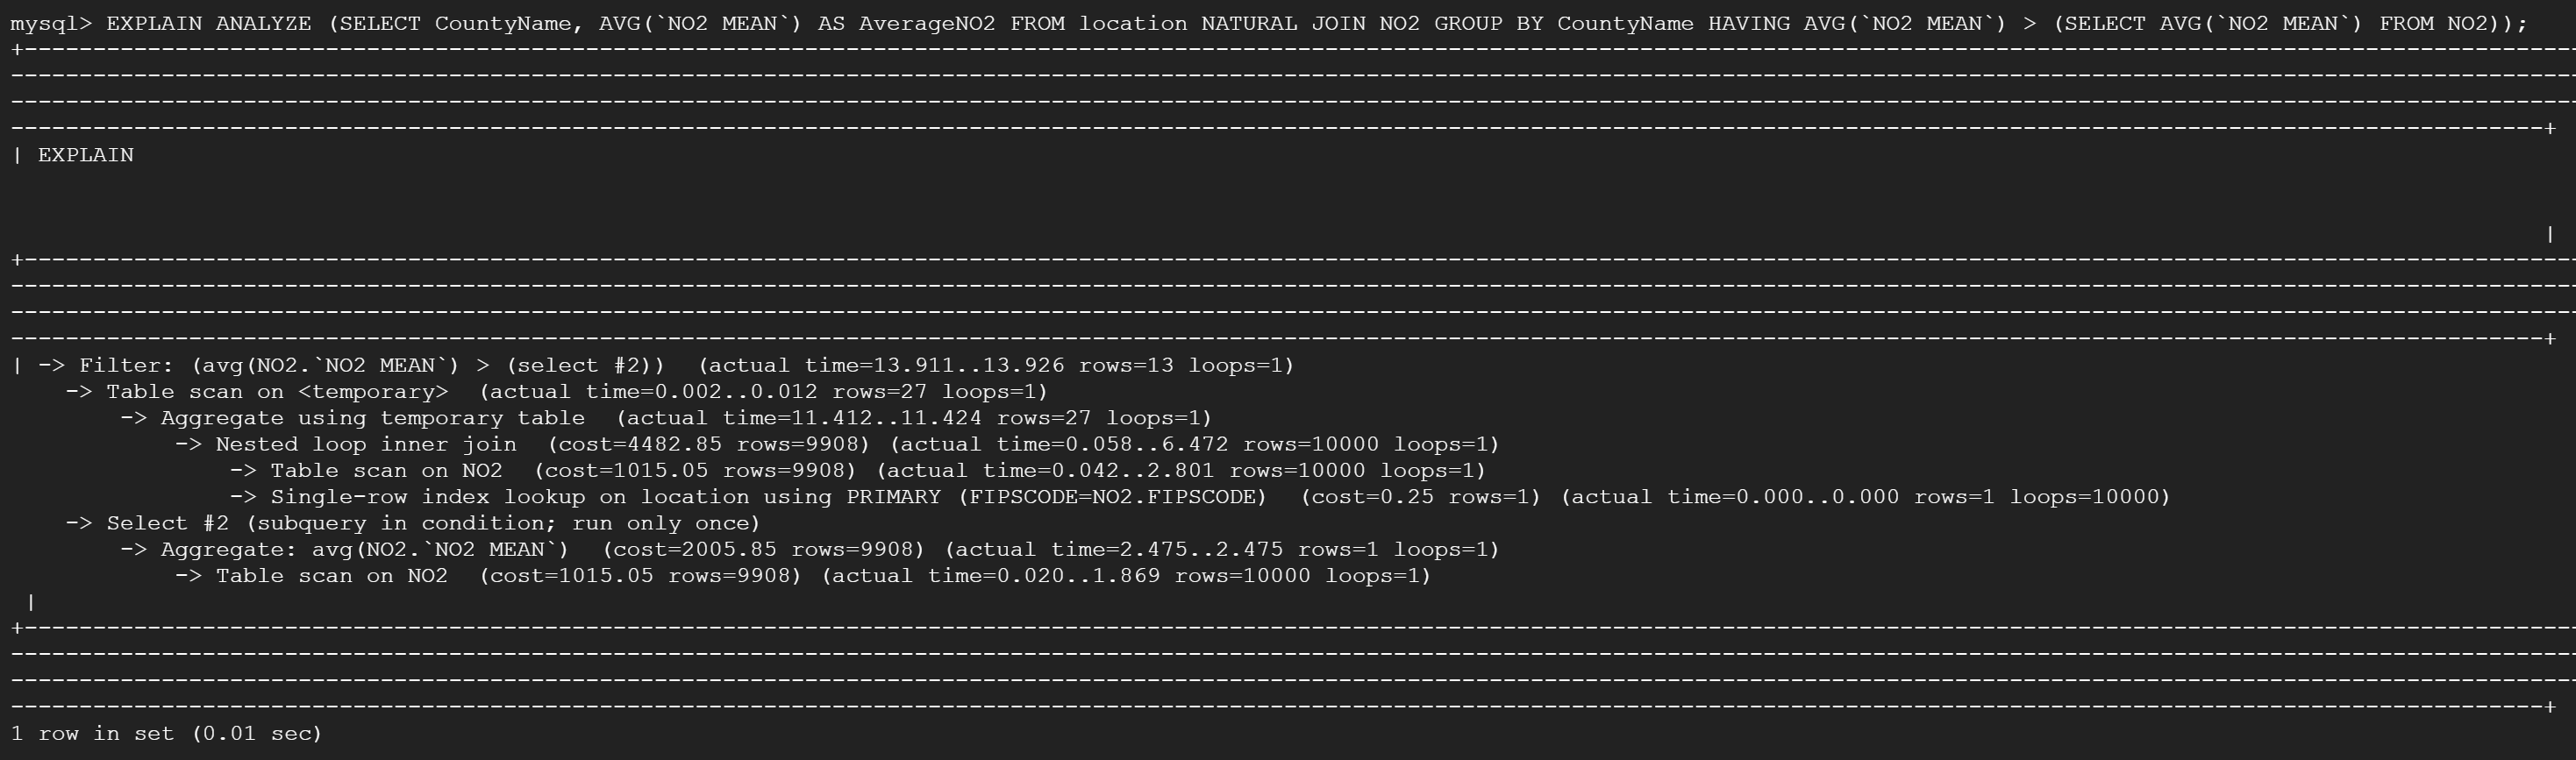 mysql> EXPLAIN ANALYZE (SELECT CountyName, AVG(`NO2 MEAN`) AS AverageNO2 FROM location NATURAL JOIN NO2 GROUP BY CountyName HAVING AVG(`NO2 MEAN`) > (SELECT AVG(`NO2 MEAN`) FROM NO2));
| EXPLAIN
|
| -> Filter: (avg(NO2.`NO2 MEAN`) > (select #2))  (actual time=13.911..13.926 rows=13 loops=1)
    -> Table scan on <temporary>  (actual time=0.002..0.012 rows=27 loops=1)
        -> Aggregate using temporary table  (actual time=11.412..11.424 rows=27 loops=1)
            -> Nested loop inner join  (cost=4482.85 rows=9908) (actual time=0.058..6.472 rows=10000 loops=1)
                -> Table scan on NO2  (cost=1015.05 rows=9908) (actual time=0.042..2.801 rows=10000 loops=1)
                -> Single-row index lookup on location using PRIMARY (FIPSCODE=NO2.FIPSCODE)  (cost=0.25 rows=1) (actual time=0.000..0.000 rows=1 loops=10000)
    -> Select #2 (subquery in condition; run only once)
        -> Aggregate: avg(NO2.`NO2 MEAN`)  (cost=2005.85 rows=9908) (actual time=2.475..2.475 rows=1 loops=1)
            -> Table scan on NO2  (cost=1015.05 rows=9908) (actual time=0.020..1.869 rows=10000 loops=1)
 |
1 row in set (0.01 sec)